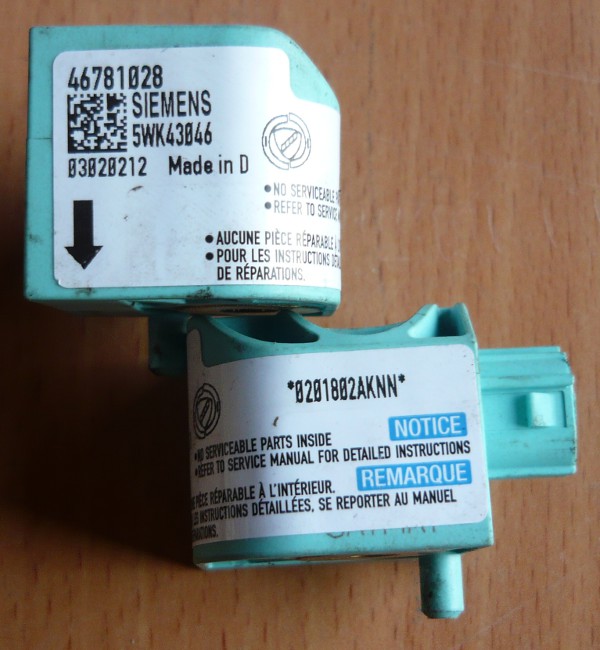 46781028
SIEMENS
5WK43046
03020212 Made in D
• NO SERVICEABLE
• REFER TO SERVICE
• AUCUNE PIÈCE RÉPARABLE À
• POUR LES INSTRUCTIONS
DE RÉPARATIONS.
*0201802AKNN*
NOTICE
•NO SERVICEABLE PARTS INSIDE
•REFER TO SERVICE MANUAL FOR DETAILED INSTRUCTIONS
REMARQUE
PIÈCE RÉPARABLE À L'INTÉRIEUR.
INSTRUCTIONS DÉTAILLÉES, SE REPORTER AU MANUEL